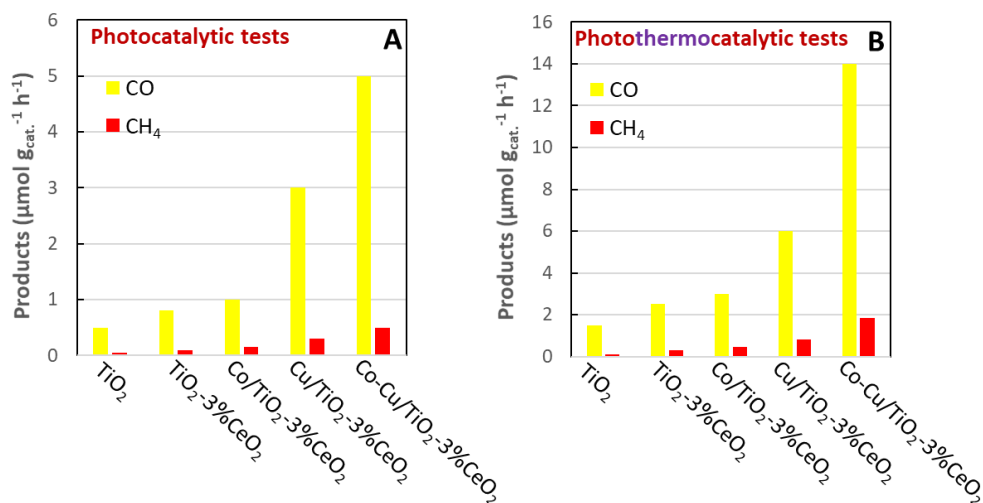 Photocatalytic tests
A
Products (µmol g_cat.⁻¹ h⁻¹)
6
5
4
3
2
1
0
CO
CH₄
TiO₂
TiO₂-3%CeO₂
Co/TiO₂-3%CeO₂
Cu/TiO₂-3%CeO₂
Co-Cu/TiO₂-3%CeO₂
Photothermocatalytic tests
B
Products (µmol g_cat.⁻¹ h⁻¹)
16
14
12
10
8
6
4
2
0
CO
CH₄
TiO₂
TiO₂-3%CeO₂
Co/TiO₂-3%CeO₂
Cu/TiO₂-3%CeO₂
Co-Cu/TiO₂-3%CeO₂